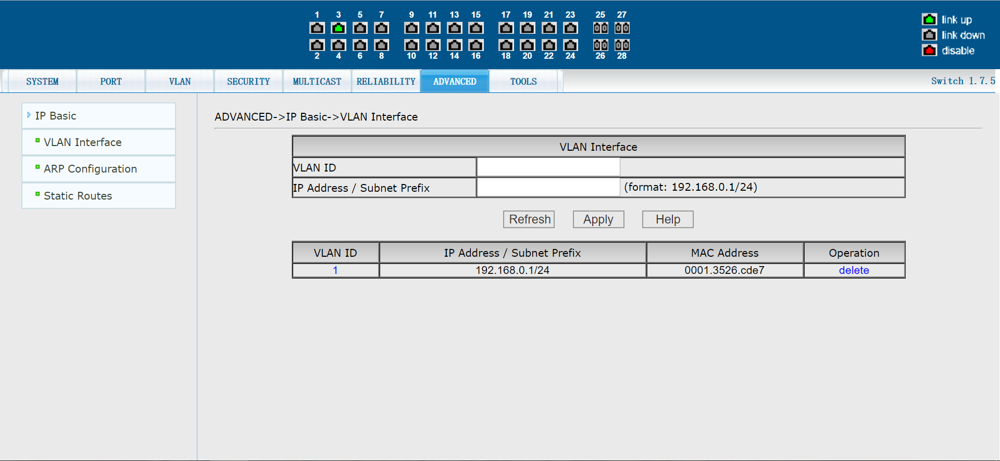 1 3 5 7 9 11 13 15 17 19 21 23 25 27
2 4 6 8 10 12 14 16 18 20 22 24 26 28
link up
link down
disable
SYSTEM PORT VLAN SECURITY MULTICAST RELIABILITY ADVANCED TOOLS Switch 1.7.5
IP Basic
VLAN Interface
ARP Configuration
Static Routes
ADVANCED->IP Basic->VLAN Interface
VLAN Interface
VLAN ID
IP Address / Subnet Prefix (format: 192.168.0.1/24)
Refresh Apply Help
VLAN ID IP Address / Subnet Prefix MAC Address Operation
1 192.168.0.1/24 0001.3526.cde7 delete